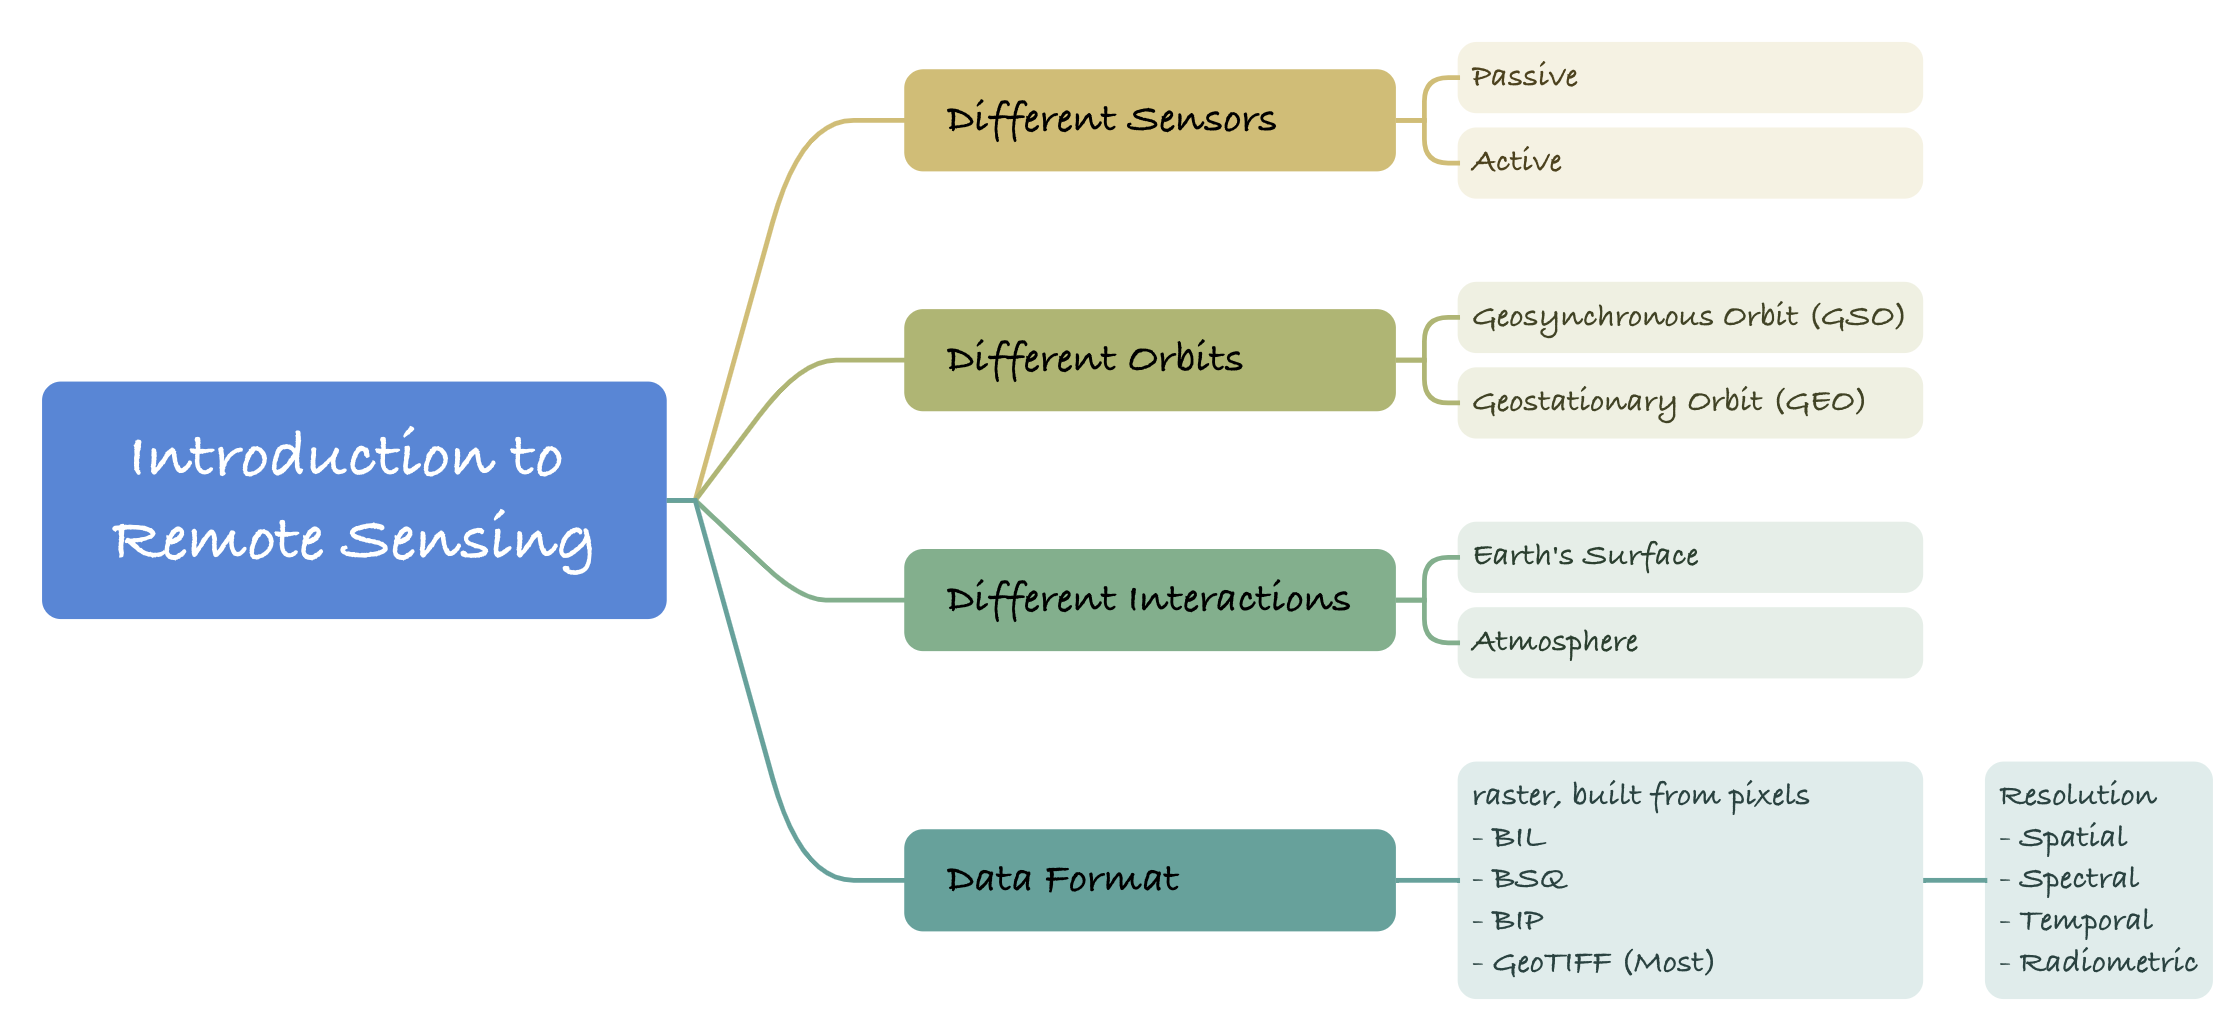 Introduction to
Remote Sensing
Different Sensors
Passive
Active
Different Orbits
Geosynchronous Orbit (GSO)
Geostationary Orbit (GEO)
Different Interactions
Earth's Surface
Atmosphere
Data Format
raster, built from pixels
- BIL
- BSQ
- BIP
- GeoTIFF (Most)
Resolution
- Spatial
- Spectral
- Temporal
- Radiometric